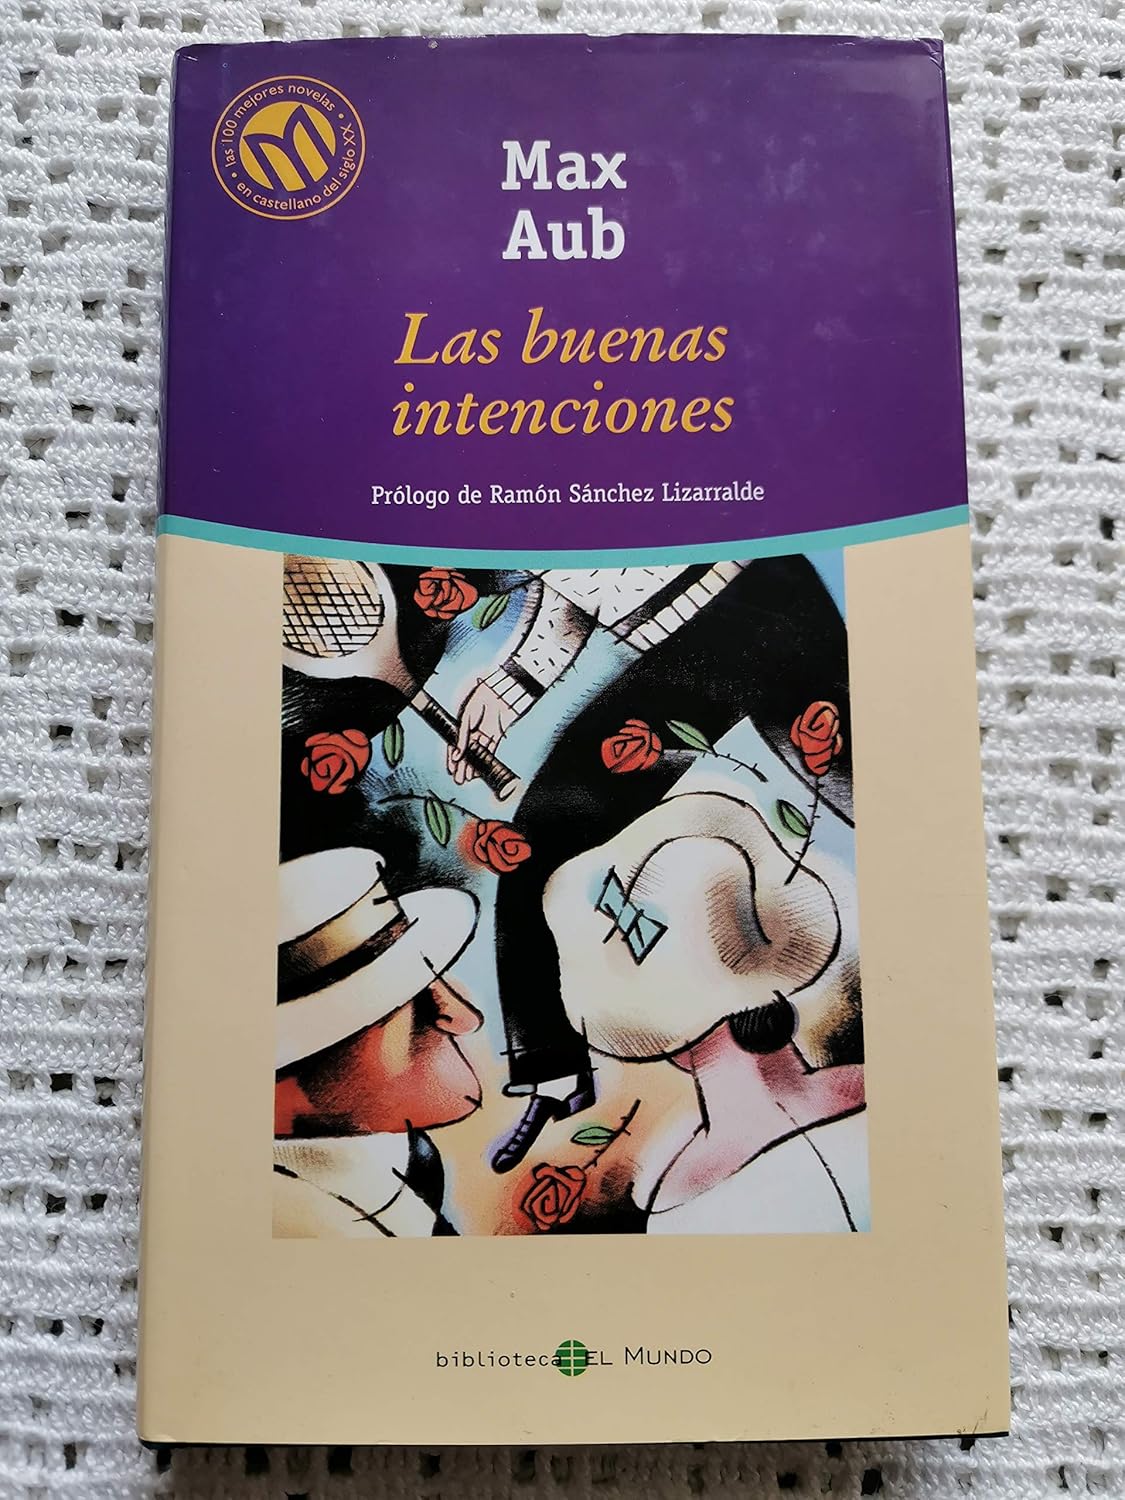 las 100 mejores novelas
en castellano del siglo XX
Max
Aub
Las buenas
intenciones
Prólogo de Ramón Sánchez Lizarralde
biblioteca EL MUNDO